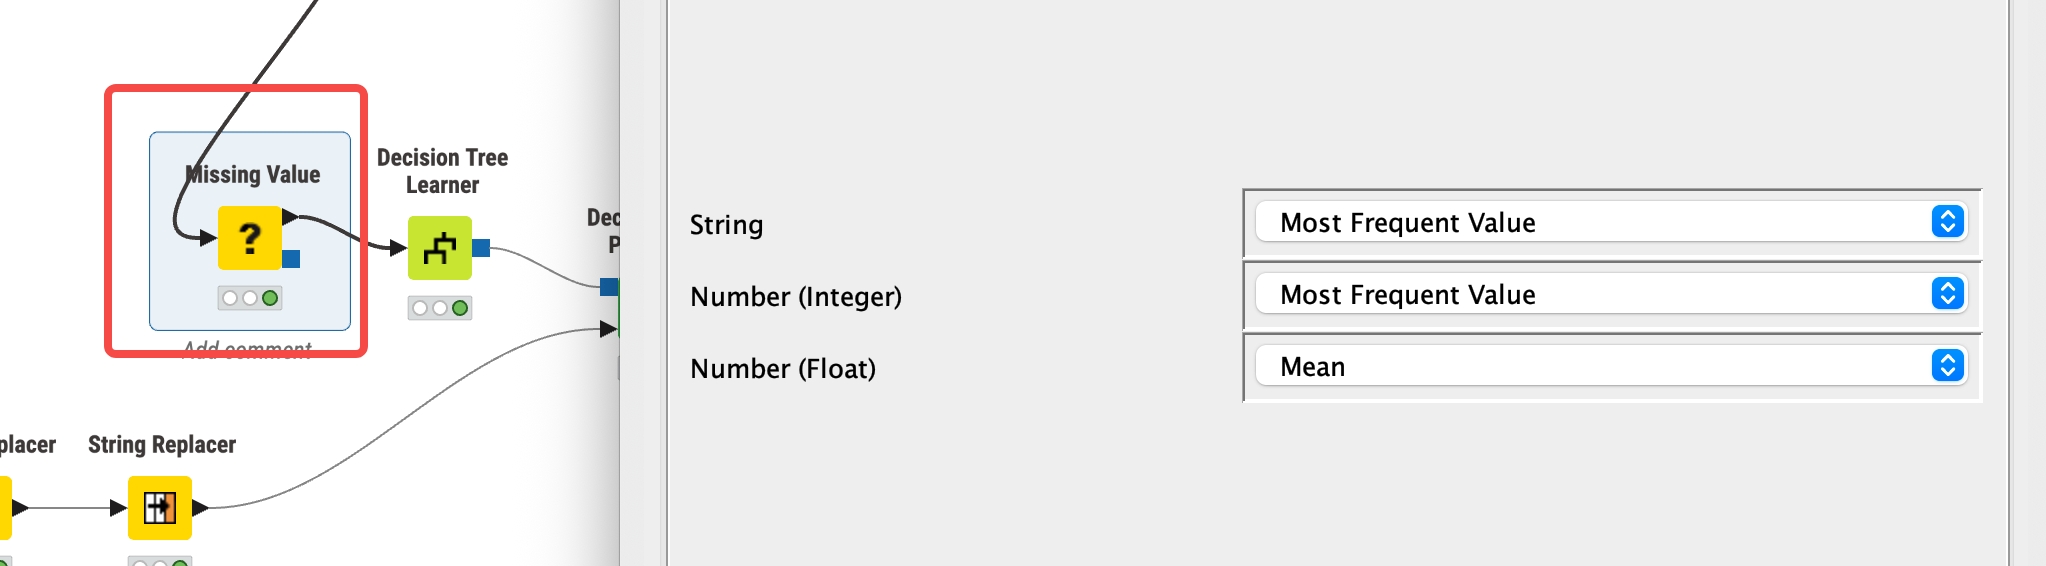 Missing Value
?
Add comment
Decision Tree
Learner
Dec
P
placer
String Replacer
String
Most Frequent Value
Number (Integer)
Most Frequent Value
Number (Float)
Mean